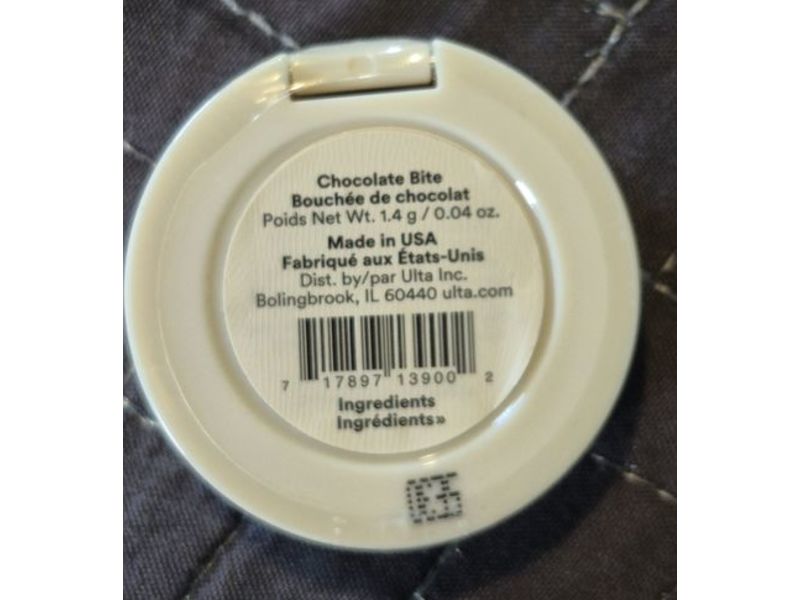 Chocolate Bite
Bouchée de chocolat
Poids Net Wt. 1.4 g / 0.04 oz.
Made in USA
Fabriqué aux États-Unis
Dist. by/par Ulta Inc.
Bolingbrook, IL 60440 ulta.com
7 17897 13900 2
Ingredients
Ingrédients»